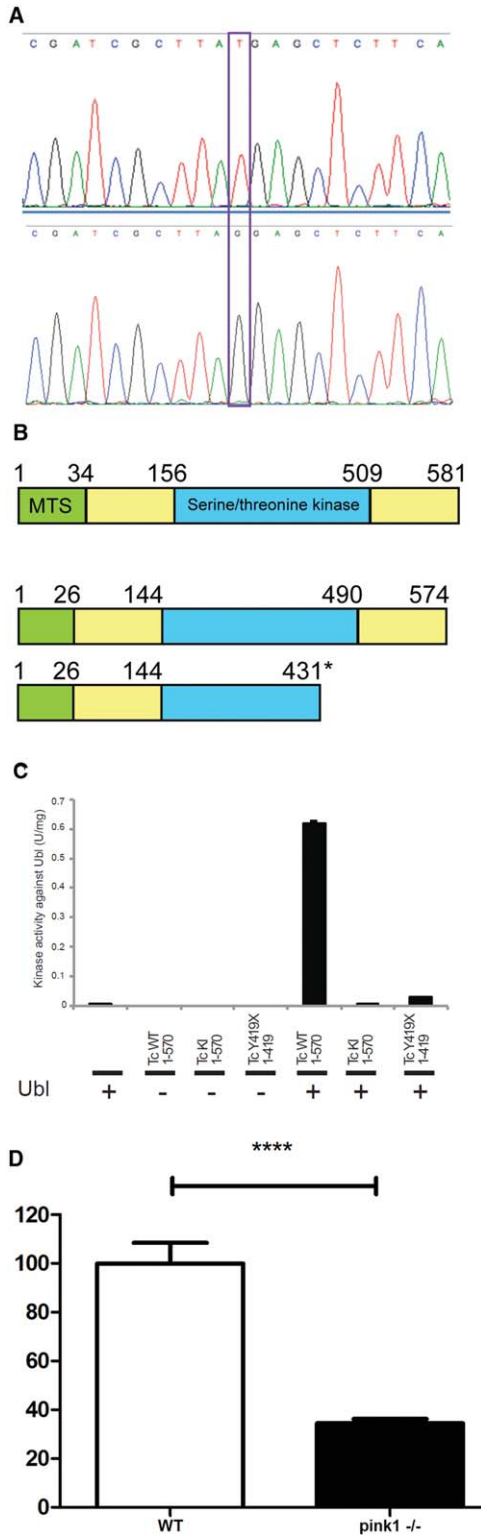 A
C G A T C G C T T A T G A G C T C T T C A
C G A T C G C T T A G G A G C T C T T C A
B
1 34 156 509 581
MTS Serine/threonine kinase
1 26 144 490 574
1 26 144 431*
C
Kinase activity against Ubl (U/mg)
0.7
0.6
0.5
0.4
0.3
0.2
0.1
0
Tc WT 1-570
Tc KI 1-570
Tc Y419X 1-419
Tc WT 1-570
Tc KI 1-570
Tc Y419X 1-419
Ubl + - - - + + +
D
****
120
100
80
60
40
20
0
WT pink1 -/-